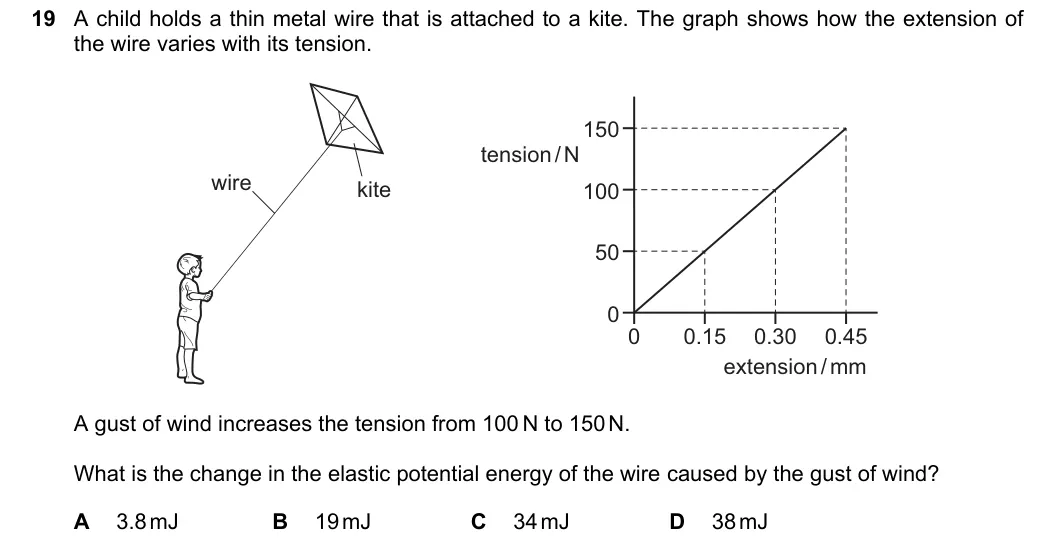 19 A child holds a thin metal wire that is attached to a kite. The graph shows how the extension of
the wire varies with its tension.
wire
kite
tension/N
150
100
50
0
0 0.15 0.30 0.45
extension/mm
A gust of wind increases the tension from 100 N to 150 N.
What is the change in the elastic potential energy of the wire caused by the gust of wind?
A 3.8 mJ B 19 mJ C 34 mJ D 38 mJ